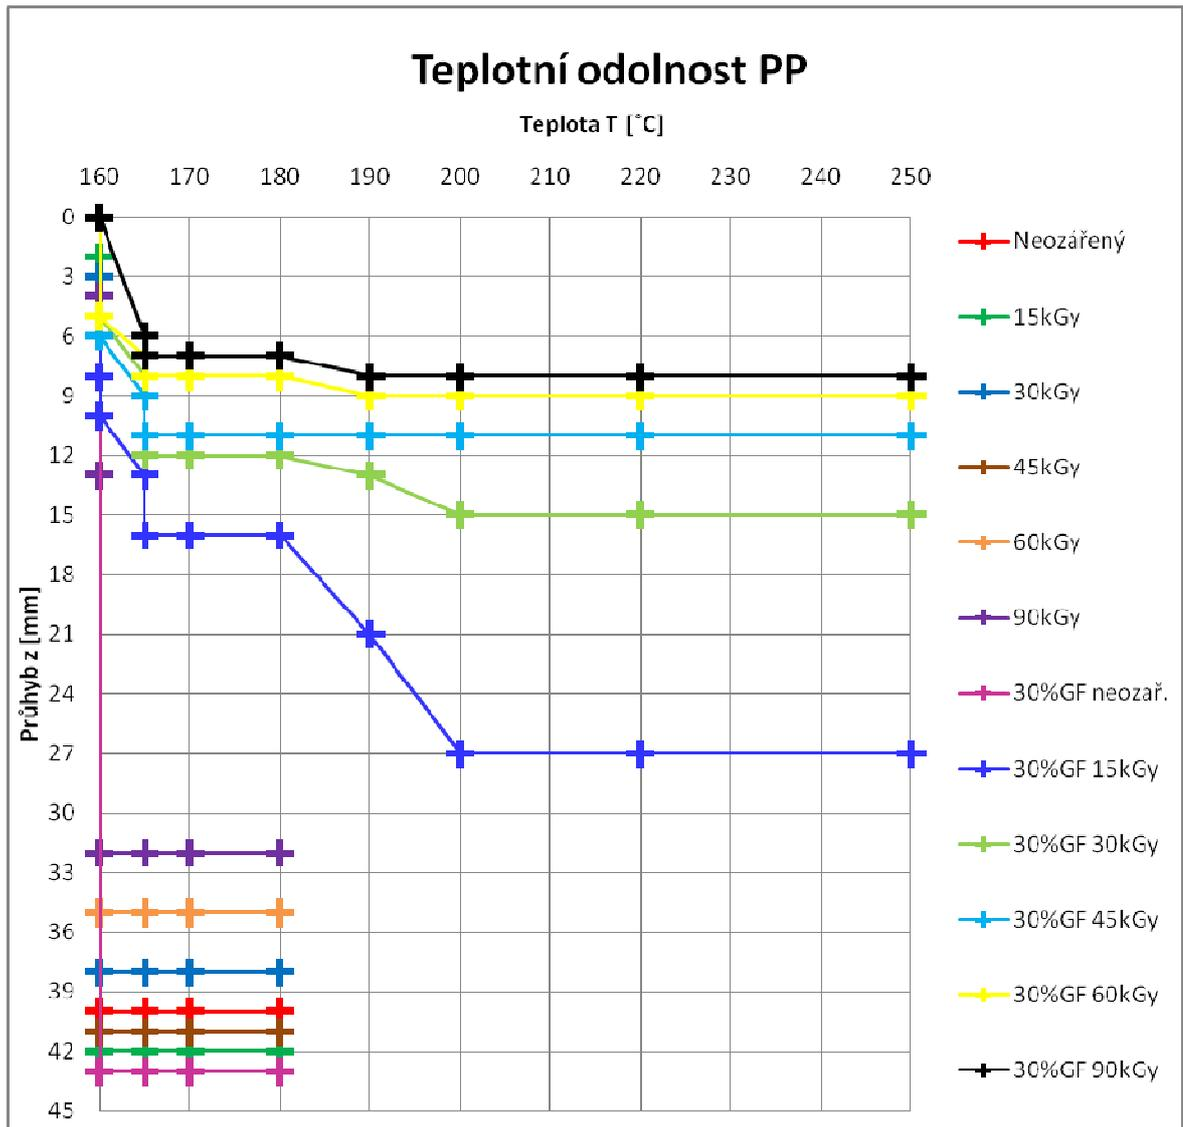 Teplotní odolnost PP
Teplota T [˚C]
160 170 180 190 200 210 220 230 240 250
0
3
6
9
12
15
18
21
24
27
30
33
36
39
42
45
Průhyb z [mm]
Neozářený
15kGy
30kGy
45kGy
60kGy
90kGy
30%GF neozař.
30%GF 15kGy
30%GF 30kGy
30%GF 45kGy
30%GF 60kGy
30%GF 90kGy